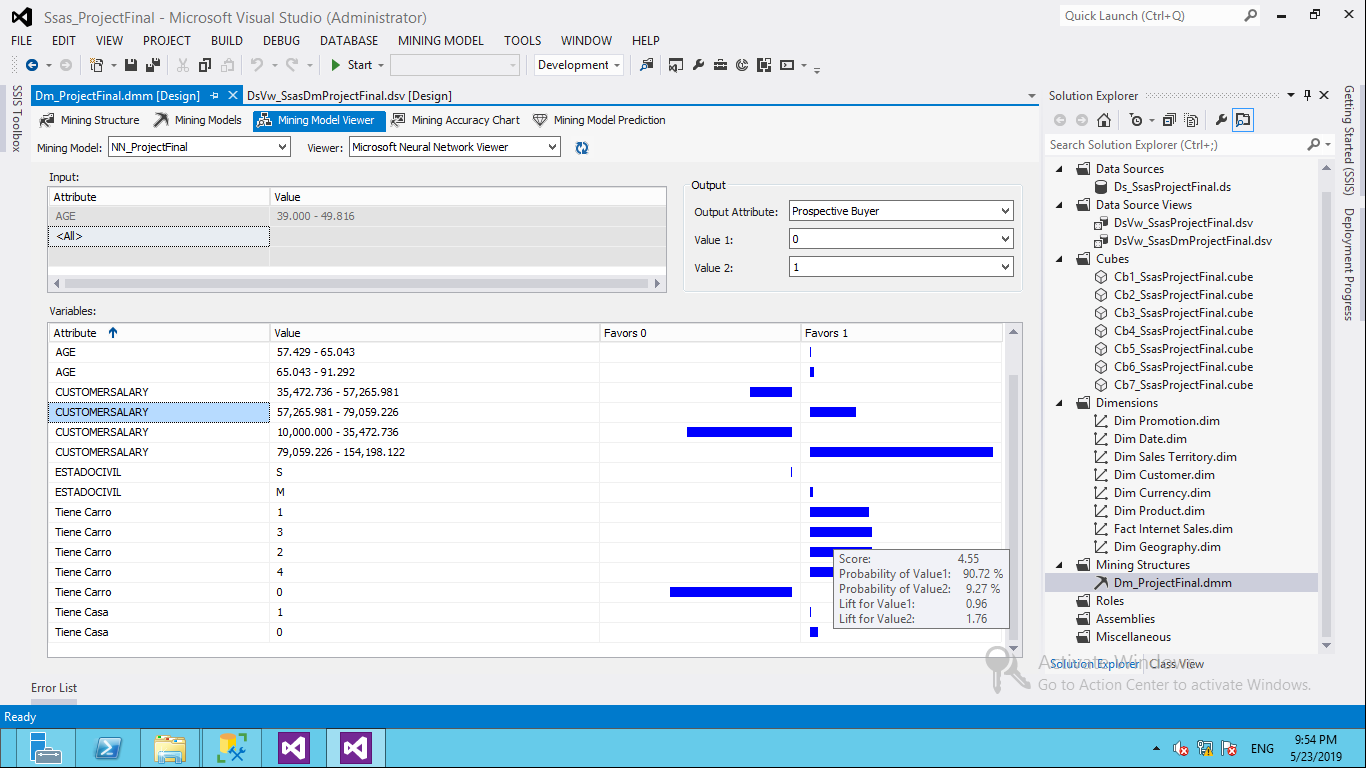 Ssas_ProjectFinal - Microsoft Visual Studio (Administrator)
Quick Launch (Ctrl+Q)
FILE EDIT VIEW PROJECT BUILD DEBUG DATABASE MINING MODEL TOOLS WINDOW HELP
Start Development
SSIS Toolbox
Dm_ProjectFinal.dmm [Design] DsVw_SsasDmProjectFinal.dsv [Design]
Mining Structure Mining Models Mining Model Viewer Mining Accuracy Chart Mining Model Prediction
Mining Model: NN_ProjectFinal Viewer: Microsoft Neural Network Viewer
Input:
Attribute Value
AGE 39.000 - 49.816
<All>
Output
Output Attribute: Prospective Buyer
Value 1: 0
Value 2: 1
Variables:
Attribute Value Favors 0 Favors 1
AGE 57.429 - 65.043
AGE 65.043 - 91.292
CUSTOMERSALARY 35,472.736 - 57,265.981
CUSTOMERSALARY 57,265.981 - 79,059.226
CUSTOMERSALARY 10,000.000 - 35,472.736
CUSTOMERSALARY 79,059.226 - 154,198.122
ESTADOCIVIL S
ESTADOCIVIL M
Tiene Carro 1
Tiene Carro 3
Tiene Carro 2
Tiene Carro 4
Tiene Carro 0
Tiene Casa 1
Tiene Casa 0
Score: 4.55
Probability of Value1: 90.72 %
Probability of Value2: 9.27 %
Lift for Value1: 0.96
Lift for Value2: 1.76
Solution Explorer
Search Solution Explorer (Ctrl+;)
Data Sources
Ds_SsasProjectFinal.ds
Data Source Views
DsVw_SsasProjectFinal.dsv
DsVw_SsasDmProjectFinal.dsv
Cubes
Cb1_SsasProjectFinal.cube
Cb2_SsasProjectFinal.cube
Cb3_SsasProjectFinal.cube
Cb4_SsasProjectFinal.cube
Cb5_SsasProjectFinal.cube
Cb6_SsasProjectFinal.cube
Cb7_SsasProjectFinal.cube
Dimensions
Dim Promotion.dim
Dim Date.dim
Dim Sales Territory.dim
Dim Customer.dim
Dim Currency.dim
Dim Product.dim
Fact Internet Sales.dim
Dim Geography.dim
Mining Structures
Dm_ProjectFinal.dmm
Roles
Assemblies
Miscellaneous
Solution Explorer Class View
Getting Started (SSIS)
Deployment Progress
Activate Windows
Go to Action Center to activate Windows.
Error List
Ready
ENG
9:54 PM
5/23/2019